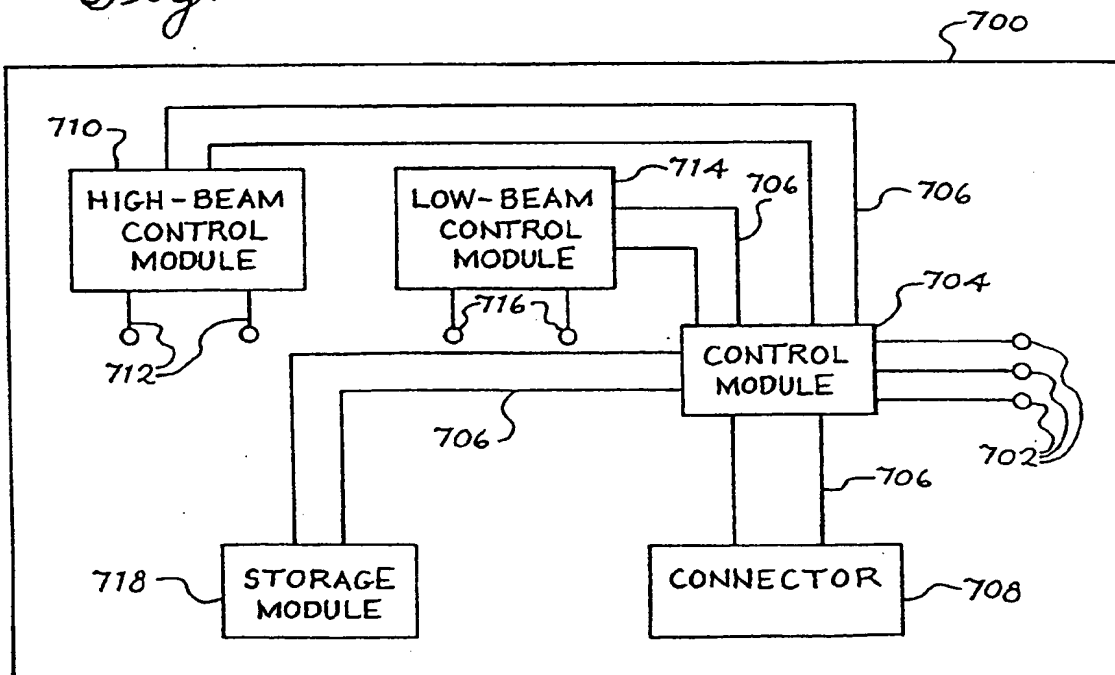 700
710
714
706
706
HIGH-BEAM
CONTROL
MODULE
LOW-BEAM
CONTROL
MODULE
704
716
712
CONTROL
MODULE
706
702
706
718
STORAGE
MODULE
CONNECTOR
708